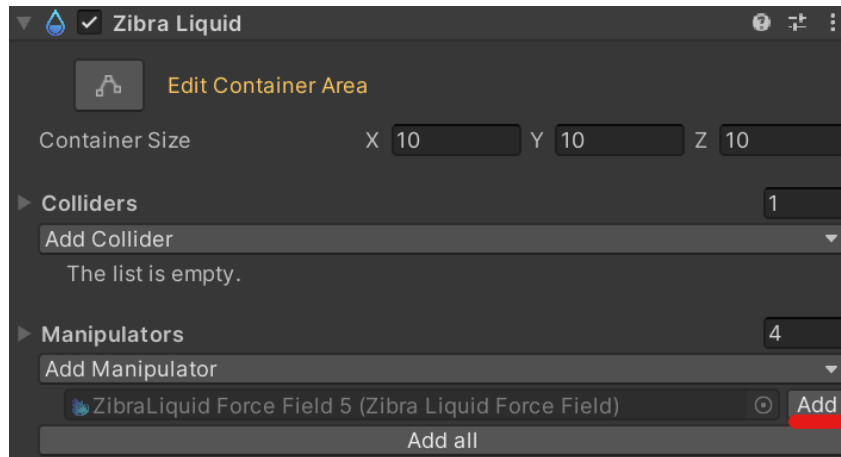 Zibra Liquid
Edit Container Area
Container Size X 10 Y 10 Z 10
Colliders 1
Add Collider
The list is empty.
Manipulators 4
Add Manipulator
ZibraLiquid Force Field 5 (Zibra Liquid Force Field) Add
Add all